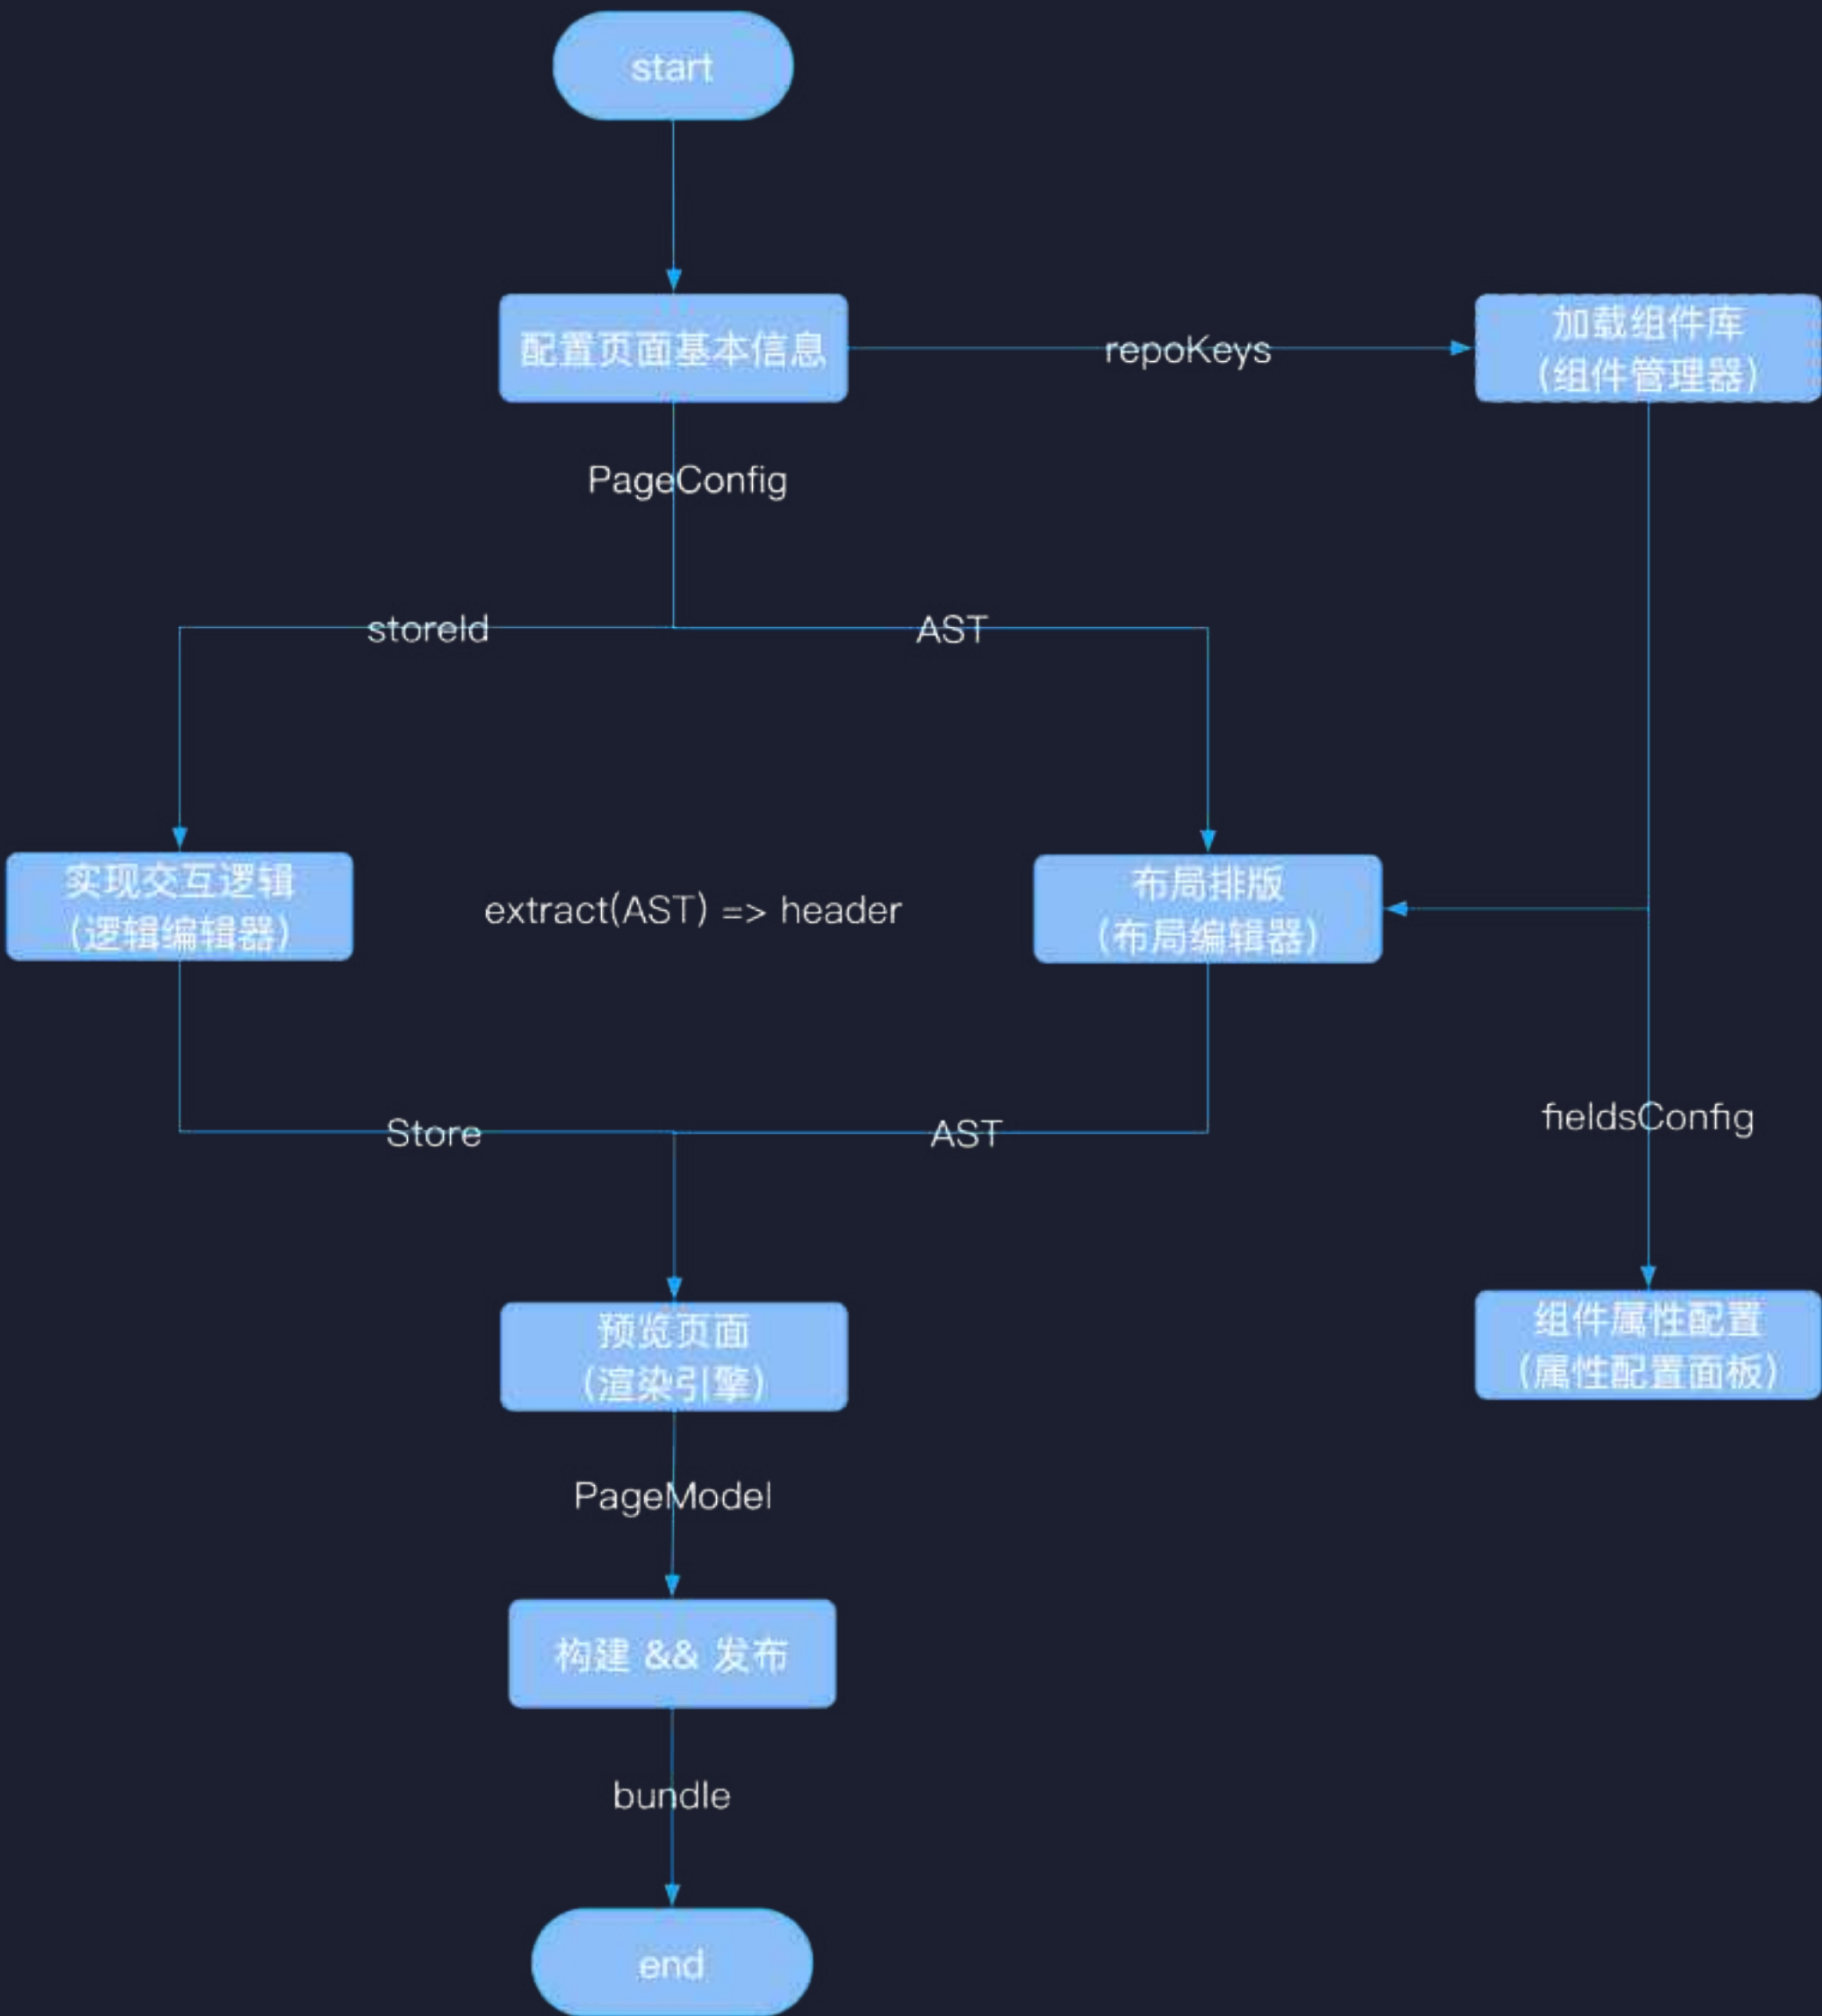 start
配置页面基本信息
repoKeys
加载组件库
(组件管理器)
PageConfig
storeId
AST
实现交互逻辑
(逻辑编辑器)
extract(AST) => header
布局排版
(布局编辑器)
Store
AST
fieldsConfig
预览页面
(渲染引擎)
组件属性配置
(属性配置面板)
PageModel
构建 && 发布
bundle
end